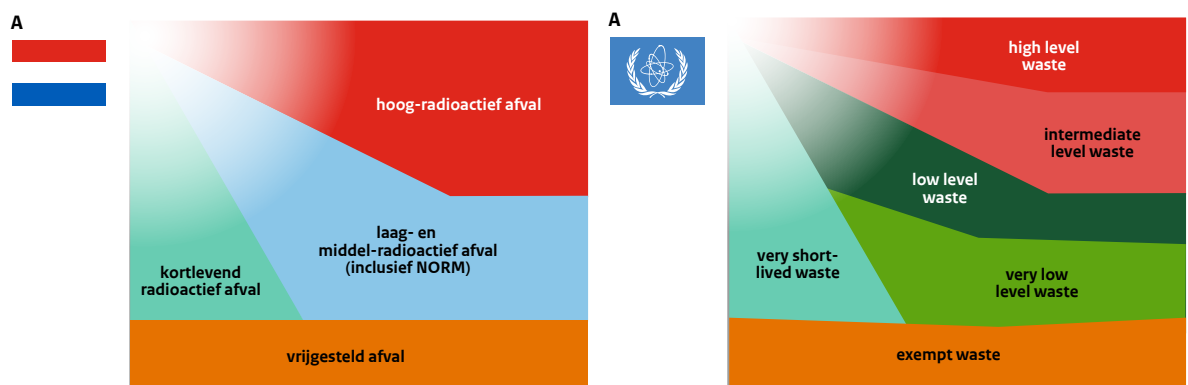 A
hoog-radioactief afval
laag- en
middel-radioactief afval
(inclusief NORM)
kortlevend
radioactief afval
vrijgesteld afval
A
high level
waste
intermediate
level waste
low level
waste
very short-
lived waste
very low
level waste
exempt waste